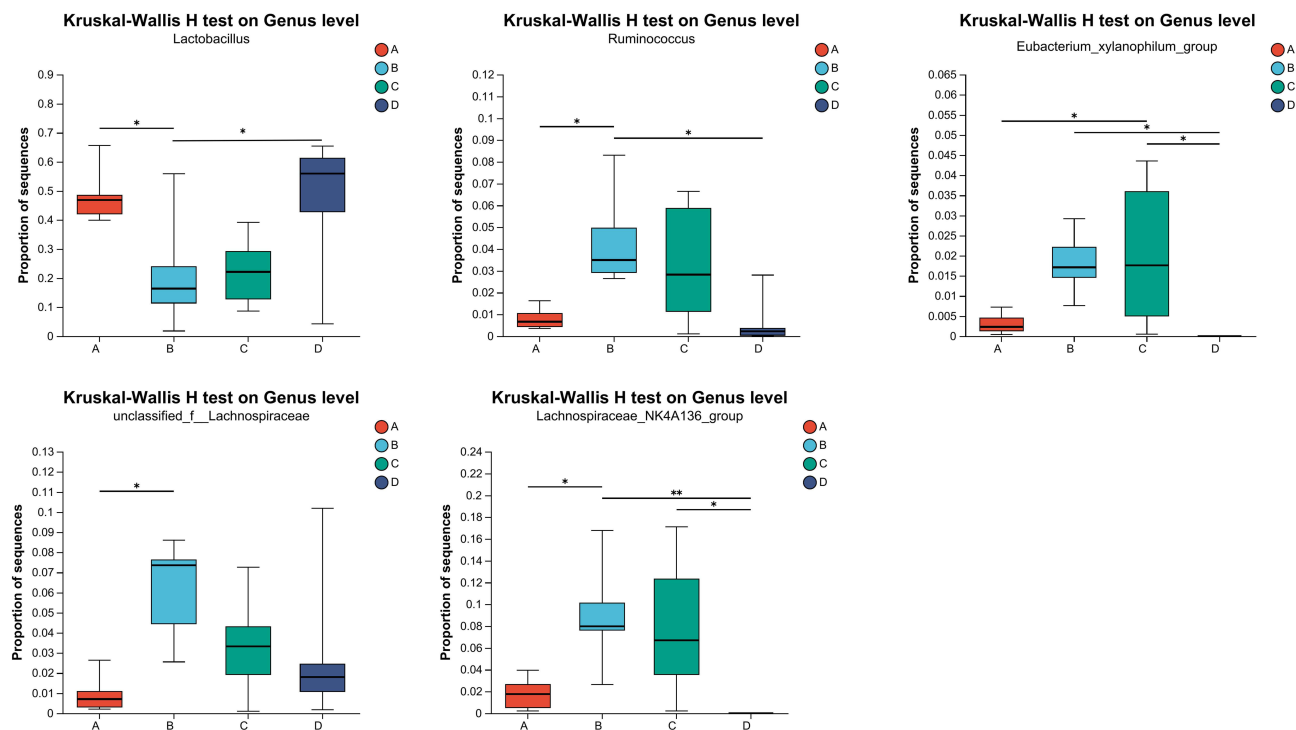 Kruskal-Wallis H test on Genus level
Lactobacillus
A
B
C
D
Proportion of sequences
0.9
0.8
0.7
0.6
0.5
0.4
0.3
0.2
0.1
0
*
*
A B C D
Kruskal-Wallis H test on Genus level
Ruminococcus
A
B
C
D
Proportion of sequences
0.12
0.11
0.1
0.09
0.08
0.07
0.06
0.05
0.04
0.03
0.02
0.01
0
*
*
A B C D
Kruskal-Wallis H test on Genus level
Eubacterium_xylanophilum_group
A
B
C
D
Proportion of sequences
0.065
0.06
0.055
0.05
0.045
0.04
0.035
0.03
0.025
0.02
0.015
0.01
0.005
0
*
*
*
A B C D
Kruskal-Wallis H test on Genus level
unclassified_f__Lachnospiraceae
A
B
C
D
Proportion of sequences
0.13
0.12
0.11
0.1
0.09
0.08
0.07
0.06
0.05
0.04
0.03
0.02
0.01
0
*
A B C D
Kruskal-Wallis H test on Genus level
Lachnospiraceae_NK4A136_group
A
B
C
D
Proportion of sequences
0.24
0.22
0.2
0.18
0.16
0.14
0.12
0.1
0.08
0.06
0.04
0.02
0
*
**
*
A B C D